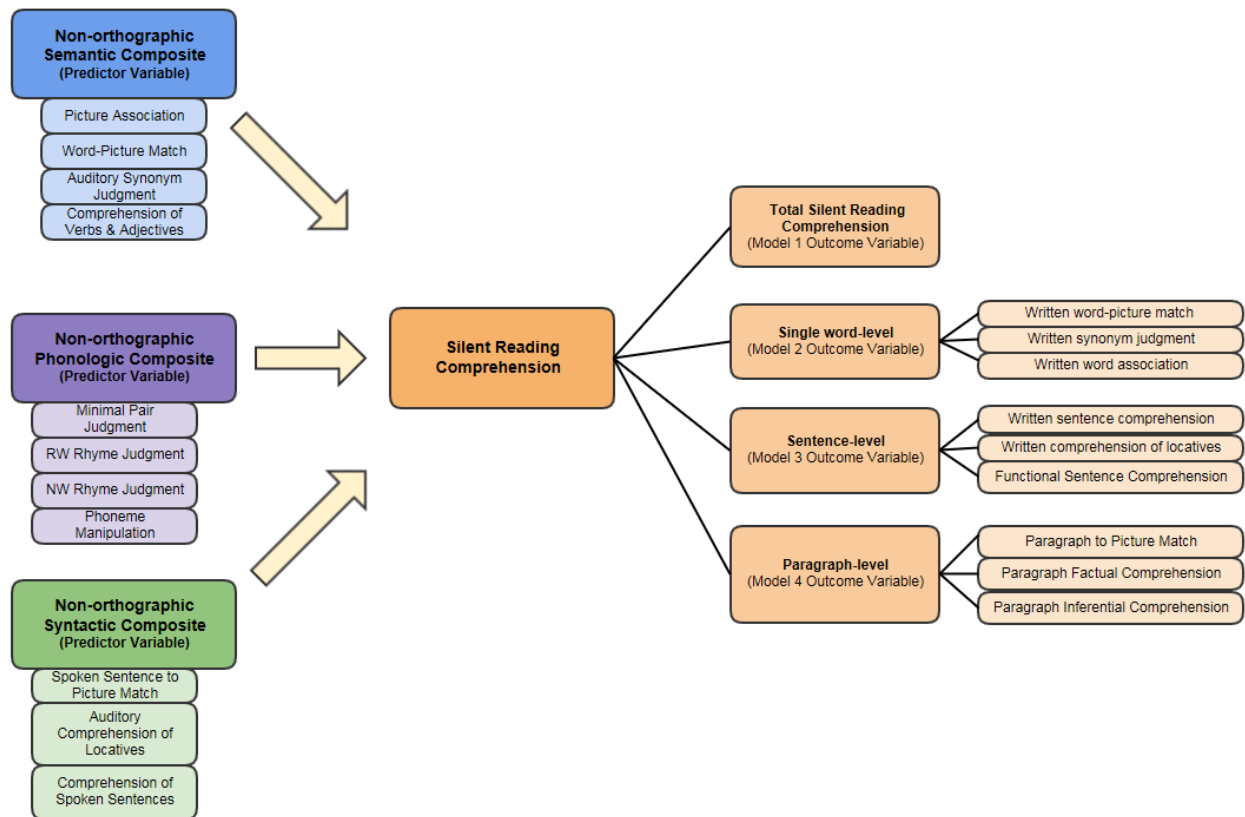 Non-orthographic
Semantic Composite
(Predictor Variable)
Picture Association
Word-Picture Match
Auditory Synonym
Judgment
Comprehension of
Verbs & Adjectives
Non-orthographic
Phonologic Composite
(Predictor Variable)
Minimal Pair
Judgment
RW Rhyme Judgment
NW Rhyme Judgment
Phoneme
Manipulation
Non-orthographic
Syntactic Composite
(Predictor Variable)
Spoken Sentence to
Picture Match
Auditory
Comprehension of
Locatives
Comprehension of
Spoken Sentences
Silent Reading
Comprehension
Total Silent Reading
Comprehension
(Model 1 Outcome Variable)
Single word-level
(Model 2 Outcome Variable)
Written word-picture match
Written synonym judgment
Written word association
Sentence-level
(Model 3 Outcome Variable)
Written sentence comprehension
Written comprehension of locatives
Functional Sentence Comprehension
Paragraph-level
(Model 4 Outcome Variable)
Paragraph to Picture Match
Paragraph Factual Comprehension
Paragraph Inferential Comprehension